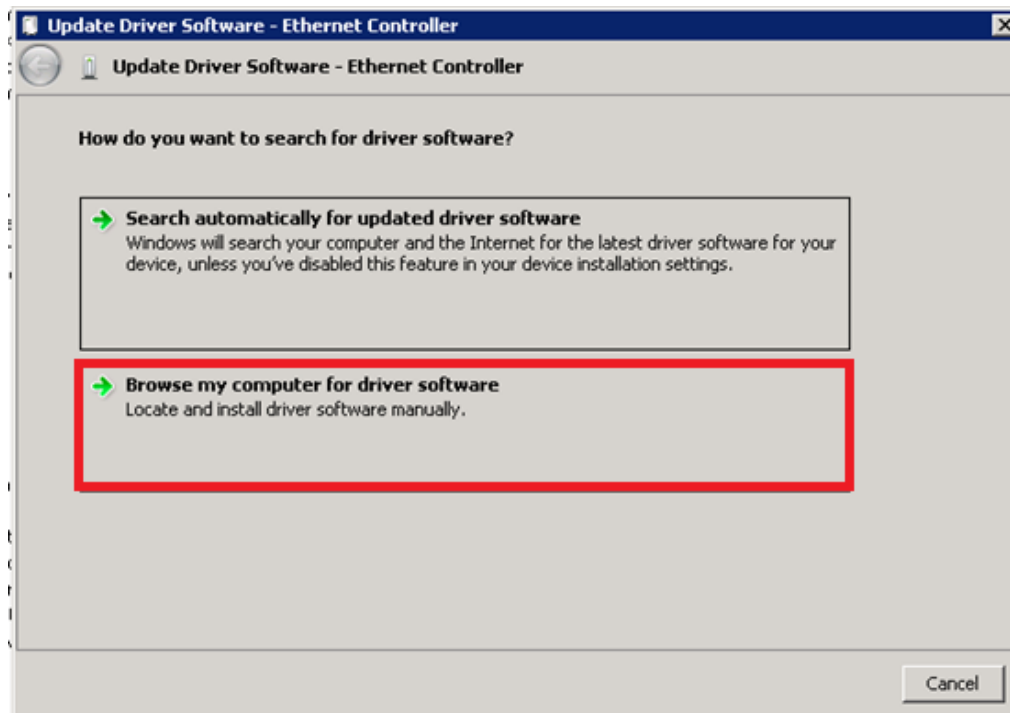 Update Driver Software - Ethernet Controller
Update Driver Software - Ethernet Controller
How do you want to search for driver software?
Search automatically for updated driver software
Windows will search your computer and the Internet for the latest driver software for your
device, unless you've disabled this feature in your device installation settings.
Browse my computer for driver software
Locate and install driver software manually.
Cancel